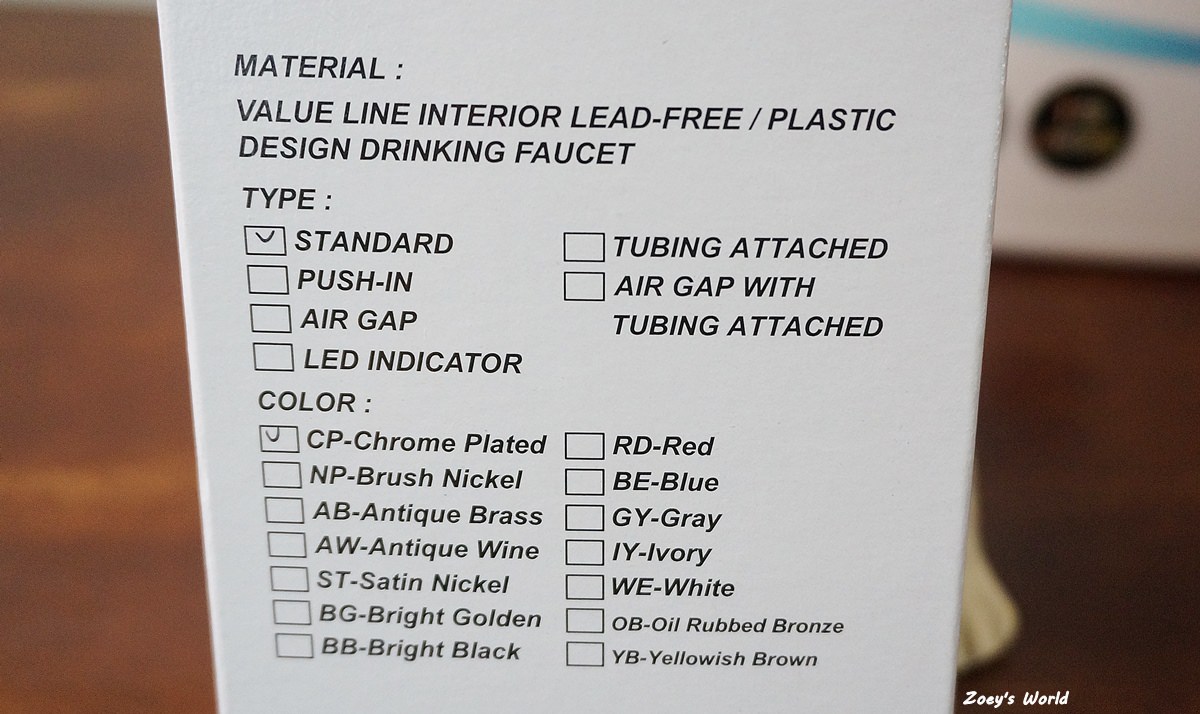 MATERIAL :
VALUE LINE INTERIOR LEAD-FREE / PLASTIC
DESIGN DRINKING FAUCET
TYPE :
STANDARD
PUSH-IN
AIR GAP
LED INDICATOR
TUBING ATTACHED
AIR GAP WITH
TUBING ATTACHED
COLOR :
CP-Chrome Plated
NP-Brush Nickel
AB-Antique Brass
AW-Antique Wine
ST-Satin Nickel
BG-Bright Golden
BB-Bright Black
RD-Red
BE-Blue
GY-Gray
IY-Ivory
WE-White
OB-Oil Rubbed Bronze
YB-Yellowish Brown
Zoey's World